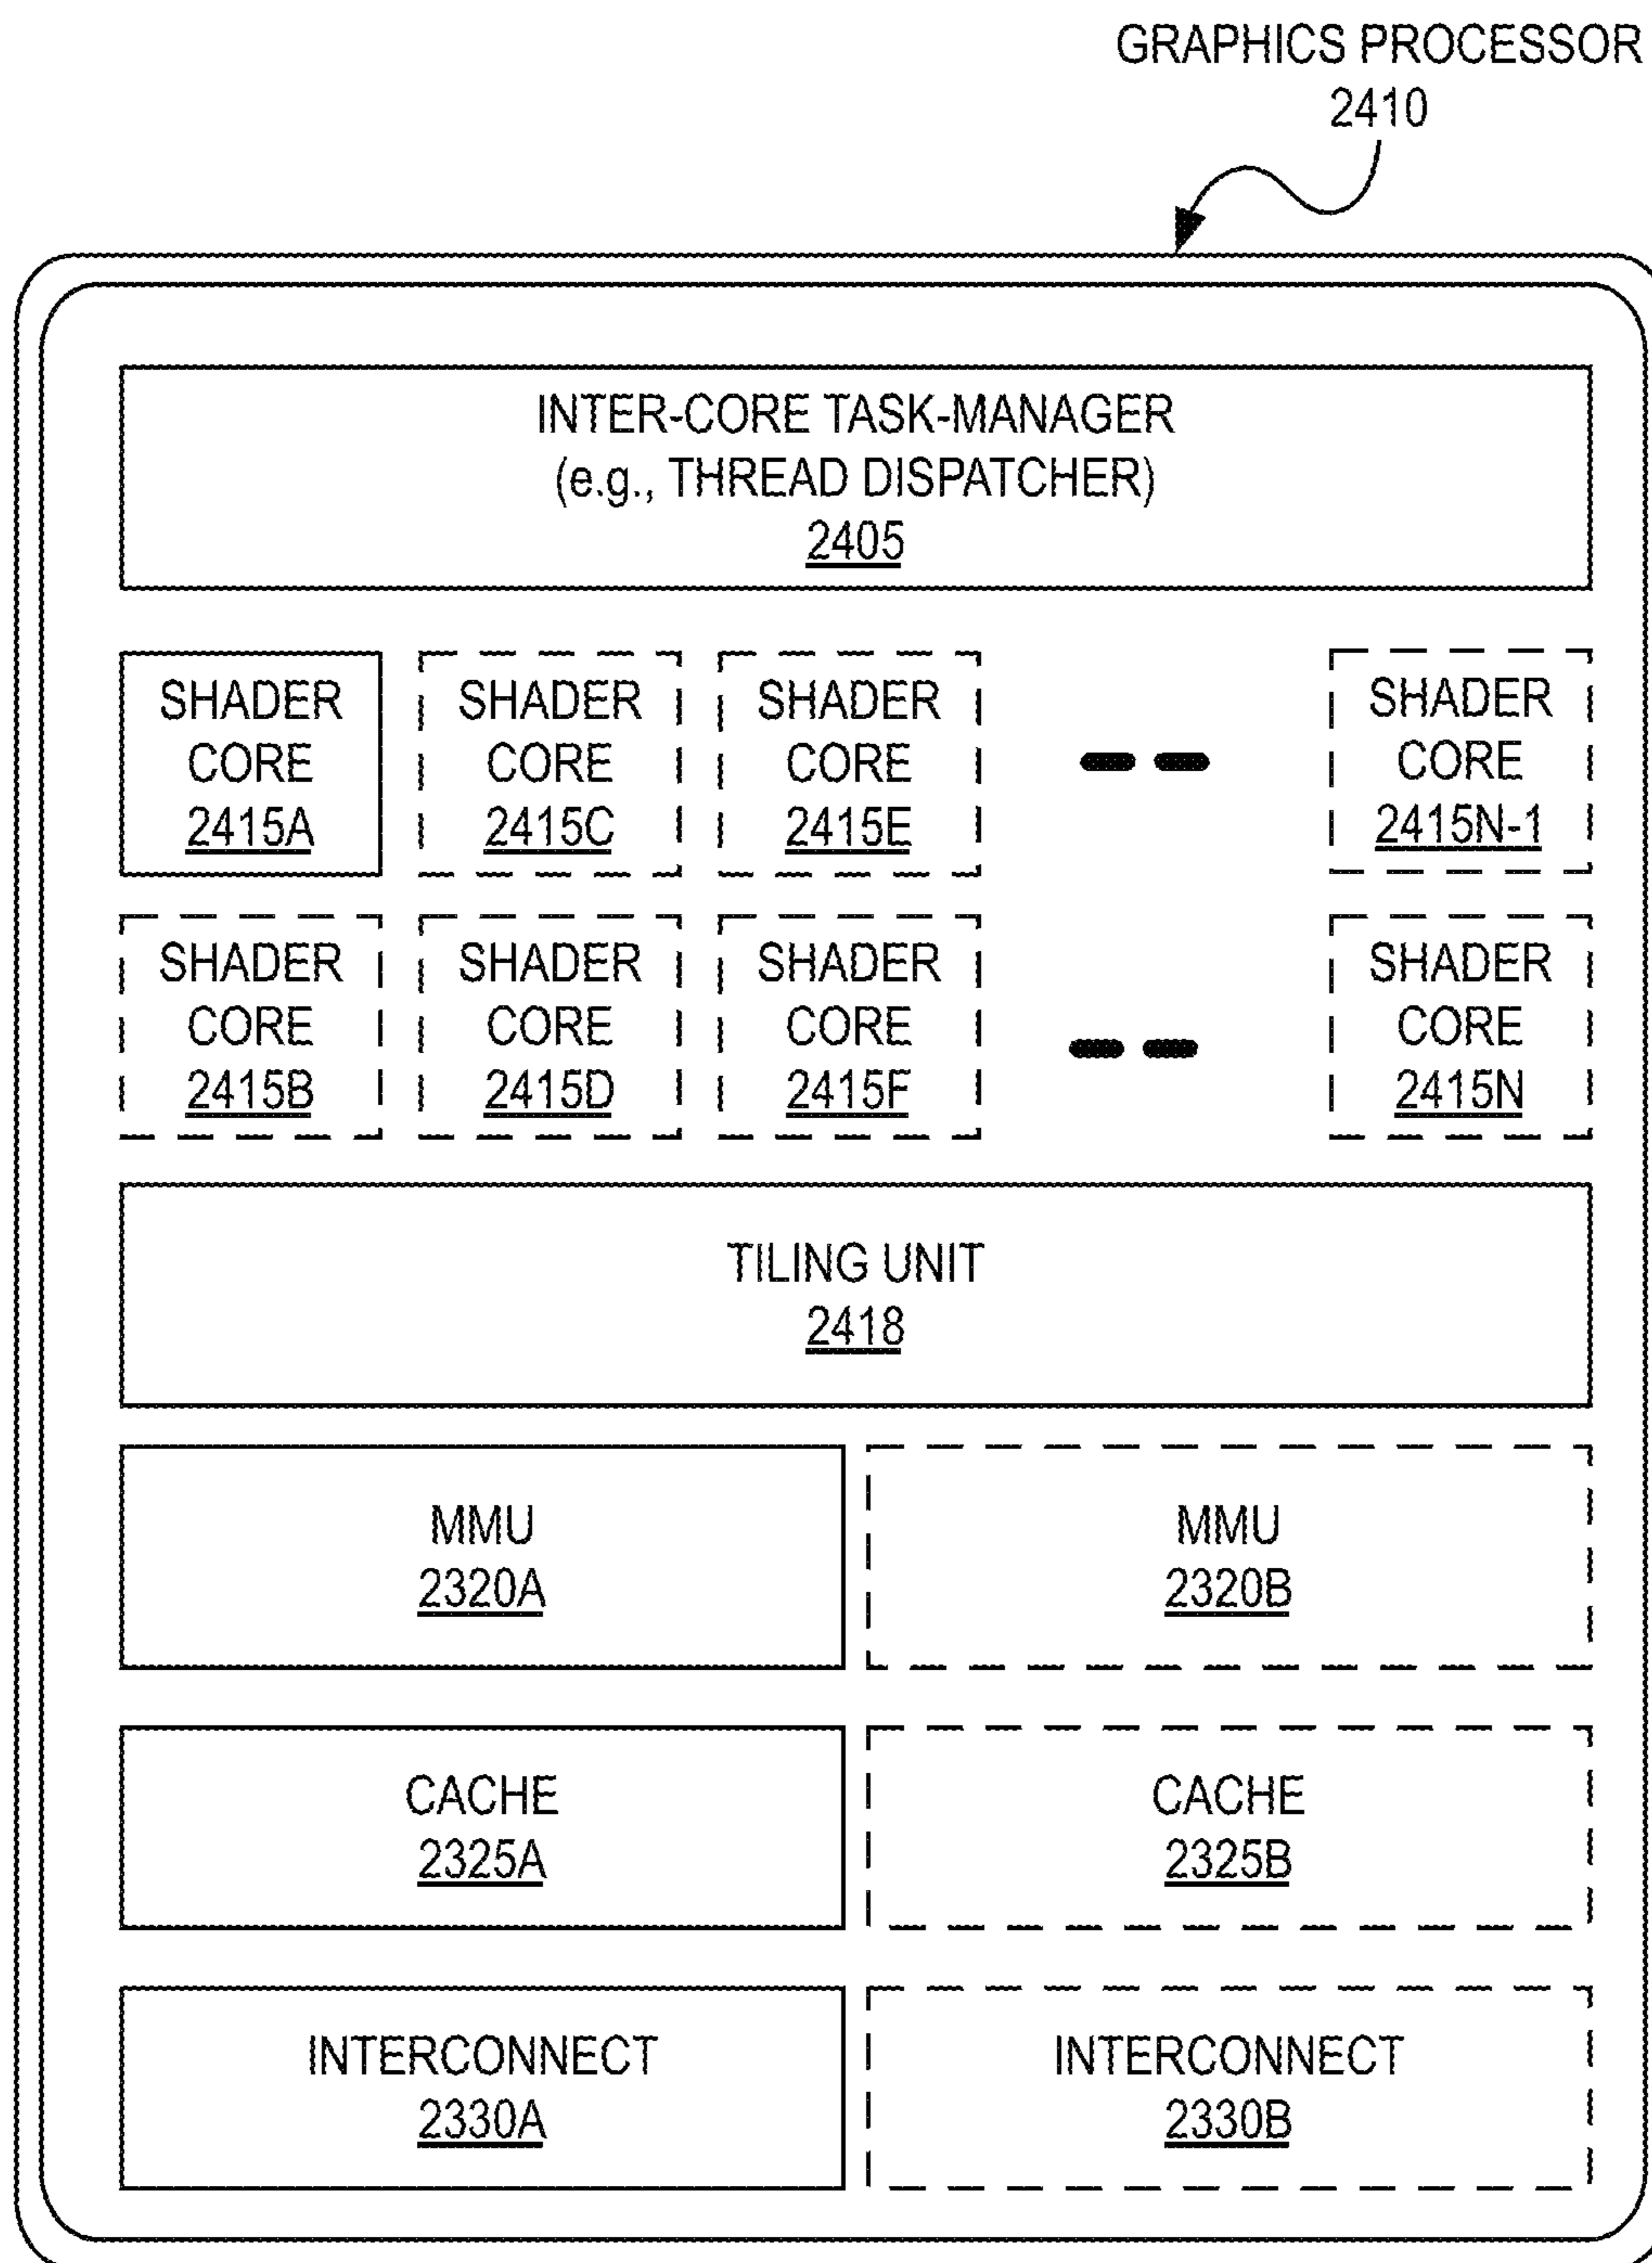 GRAPHICS PROCESSOR
2410
INTER-CORE TASK-MANAGER
(e.g., THREAD DISPATCHER)
2405
SHADER
CORE
2415A
SHADER
CORE
2415C
SHADER
CORE
2415E
SHADER
CORE
2415N-1
SHADER
CORE
2415B
SHADER
CORE
2415D
SHADER
CORE
2415F
SHADER
CORE
2415N
TILING UNIT
2418
MMU
2320A
MMU
2320B
CACHE
2325A
CACHE
2325B
INTERCONNECT
2330A
INTERCONNECT
2330B